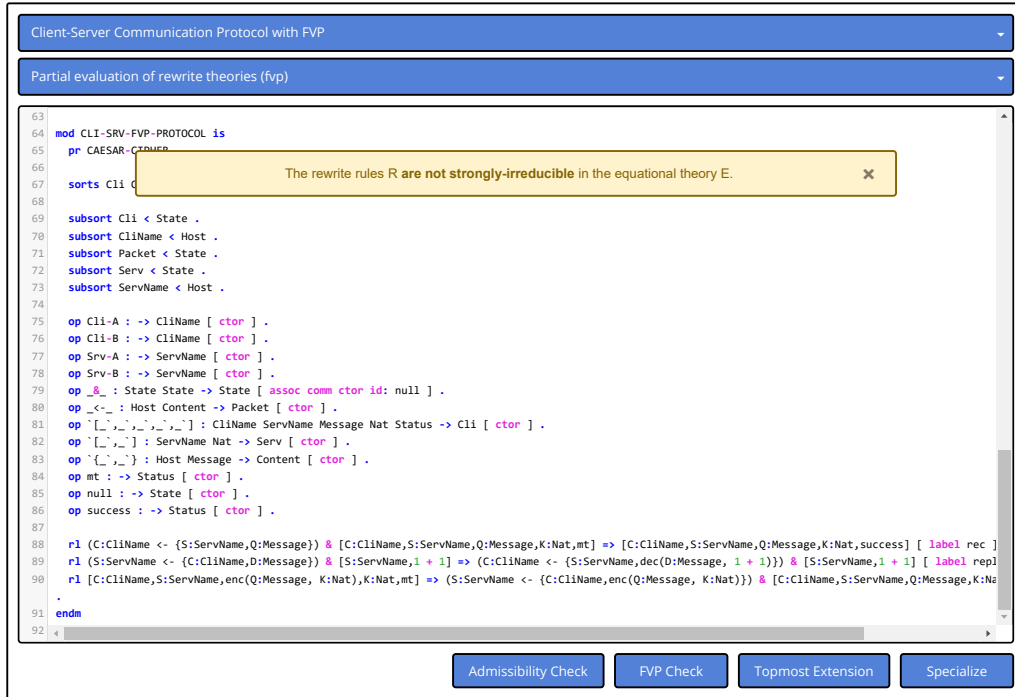 Client-Server Communication Protocol with FVP
Partial evaluation of rewrite theories (fvp)
63
64 mod CLI-SRV-FVP-PROTOCOL is
65 pr CAESAR-CIPHER
66
The rewrite rules R are not strongly-irreducible in the equational theory E. ×
67 sorts Cli
68
69 subsort Cli < State .
70 subsort CliName < Host .
71 subsort Packet < State .
72 subsort Serv < State .
73 subsort ServName < Host .
74
75 op Cli-A : -> CliName [ ctor ] .
76 op Cli-B : -> CliName [ ctor ] .
77 op Srv-A : -> ServName [ ctor ] .
78 op Srv-B : -> ServName [ ctor ] .
79 op _&_ : State State -> State [ assoc comm ctor id: null ] .
80 op _<-_ : Host Content -> Packet [ ctor ] .
81 op `[_`,_`,_`,_`,_`] : CliName ServName Message Nat Status -> Cli [ ctor ] .
82 op `[_`,_`] : ServName Nat -> Serv [ ctor ] .
83 op `{_`,_`} : Host Message -> Content [ ctor ] .
84 op mt : -> Status [ ctor ] .
85 op null : -> State [ ctor ] .
86 op success : -> Status [ ctor ] .
87
88 rl (C:CliName <- {S:ServName,Q:Message}) & [C:CliName,S:ServName,Q:Message,K:Nat,mt] => [C:CliName,S:ServName,Q:Message,K:Nat,success] [ label rec ]
89 rl (S:ServName <- {C:CliName,D:Message}) & [S:ServName,1 + 1] => (C:CliName <- {S:ServName,dec(D:Message, 1 + 1)}) & [S:ServName,1 + 1] [ label repl
90 rl [C:CliName,S:ServName,enc(Q:Message, K:Nat),K:Nat,mt] => (S:ServName <- {C:CliName,enc(Q:Message, K:Nat)}) & [C:CliName,S:ServName,Q:Message,K:Na
.
91 endm
92
Admissibility Check
FVP Check
Topmost Extension
Specialize